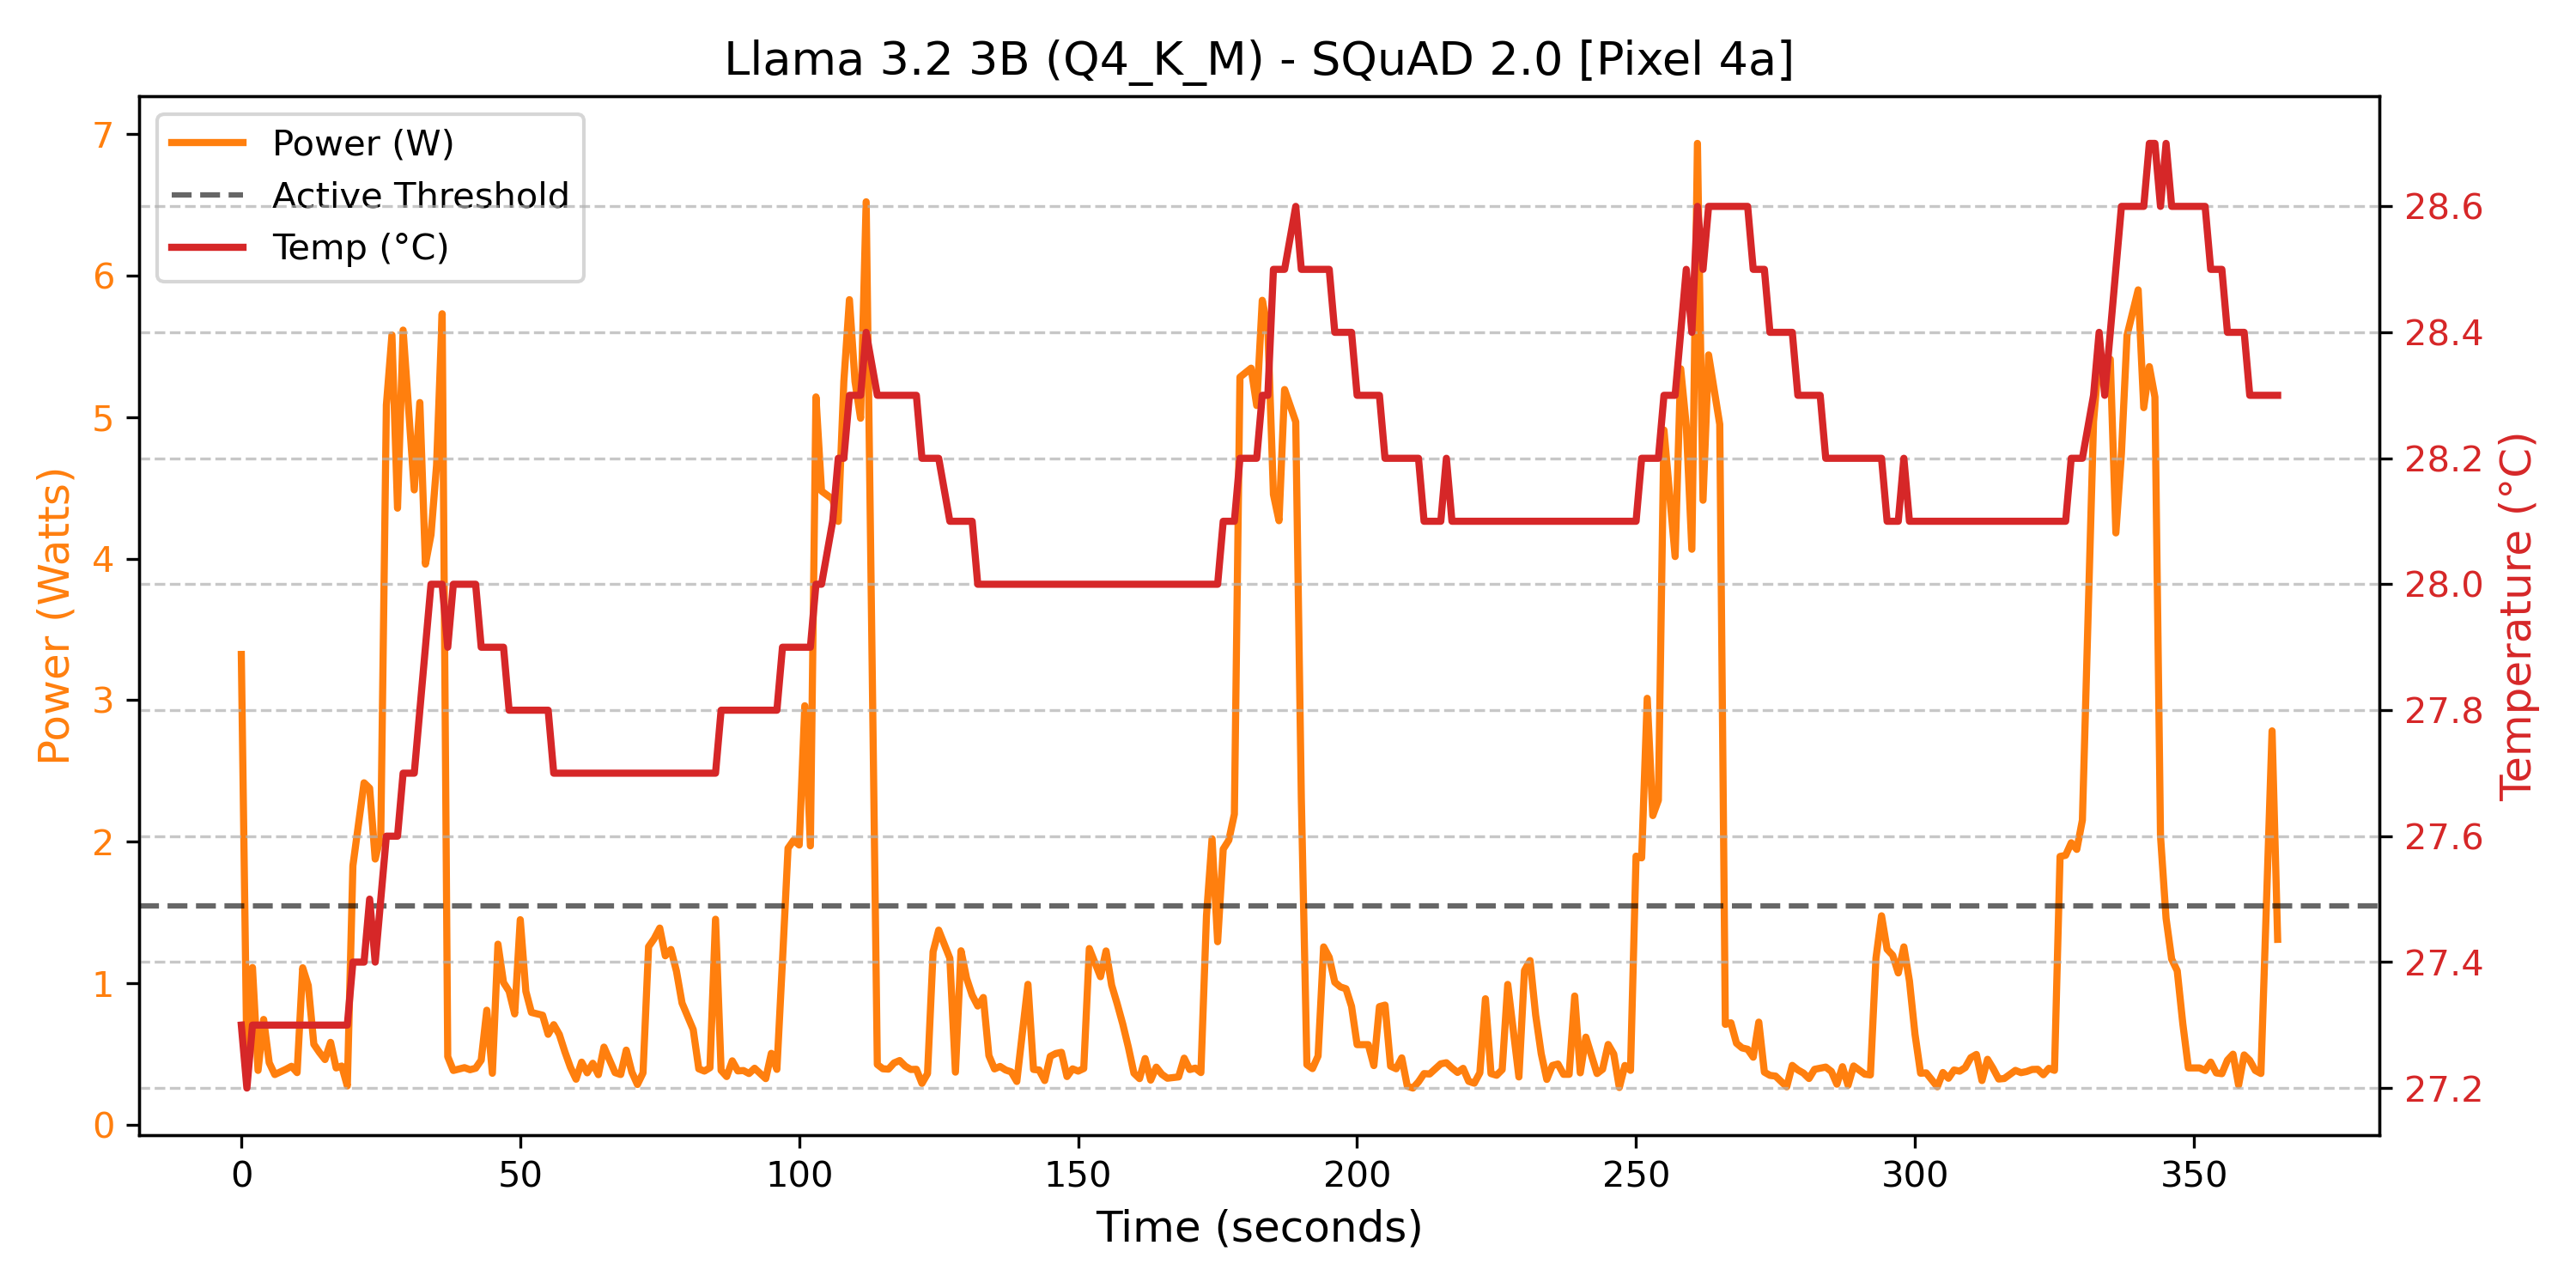 Llama 3.2 3B (Q4_K_M) - SQuAD 2.0 [Pixel 4a]
Power (W)
Active Threshold
Temp (°C)
Power (Watts)
7
6
5
4
3
2
1
0
28.6
28.4
28.2
28.0
27.8
27.6
27.4
27.2
Temperature (°C)
0 50 100 150 200 250 300 350
Time (seconds)